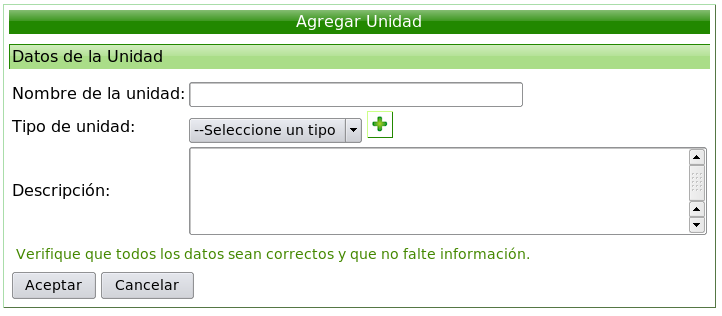 Agregar Unidad
Datos de la Unidad
Nombre de la unidad:
Tipo de unidad: --Seleccione un tipo
Descripción:
Verifique que todos los datos sean correctos y que no falte información.
Aceptar Cancelar